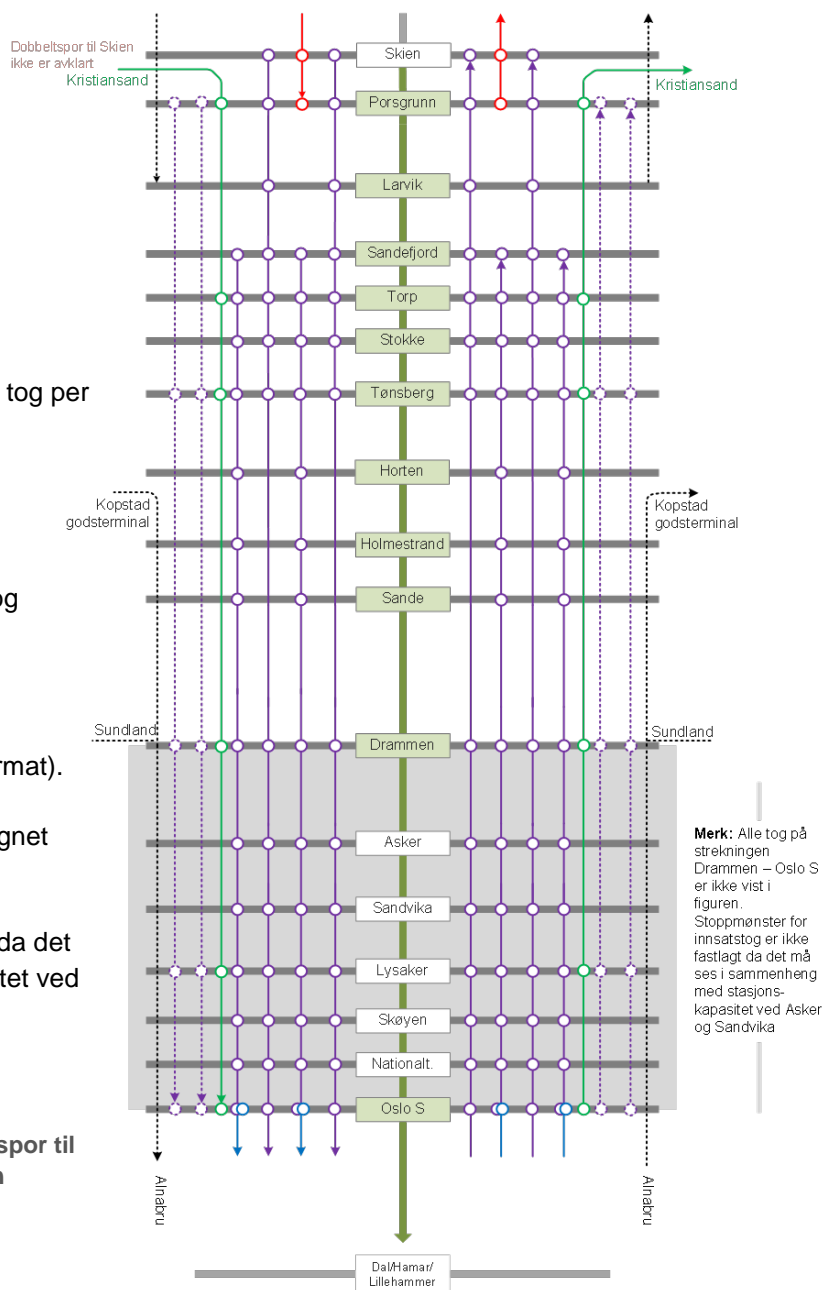 Dobbeltspor til Skien
ikke er avklart
Kristiansand
Skien
Kristiansand
Porsgrunn
Larvik
Sandefjord
Torp
Stokke
tog per
Tønsberg
Horten
Kopstad
godsterminal
Kopstad
godsterminal
Holmestrand
og
Sande
Sundland
Sundland
Drammen
rmat).
gnet
Asker
Merk: Alle tog på
strekningen
Drammen – Oslo S
er ikke vist i
figuren.
Stoppmønster for
innsatstog er ikke
fastlagt da det må
ses i sammenheng
med stasjons-
kapasitet ved Asker
og Sandvika
Sandvika
da det
tet ved
Lysaker
Skøyen
Nationalt.
Oslo S
spor til
n
Alnabru
Alnabru
Dal/Hamar/
Lillehammer